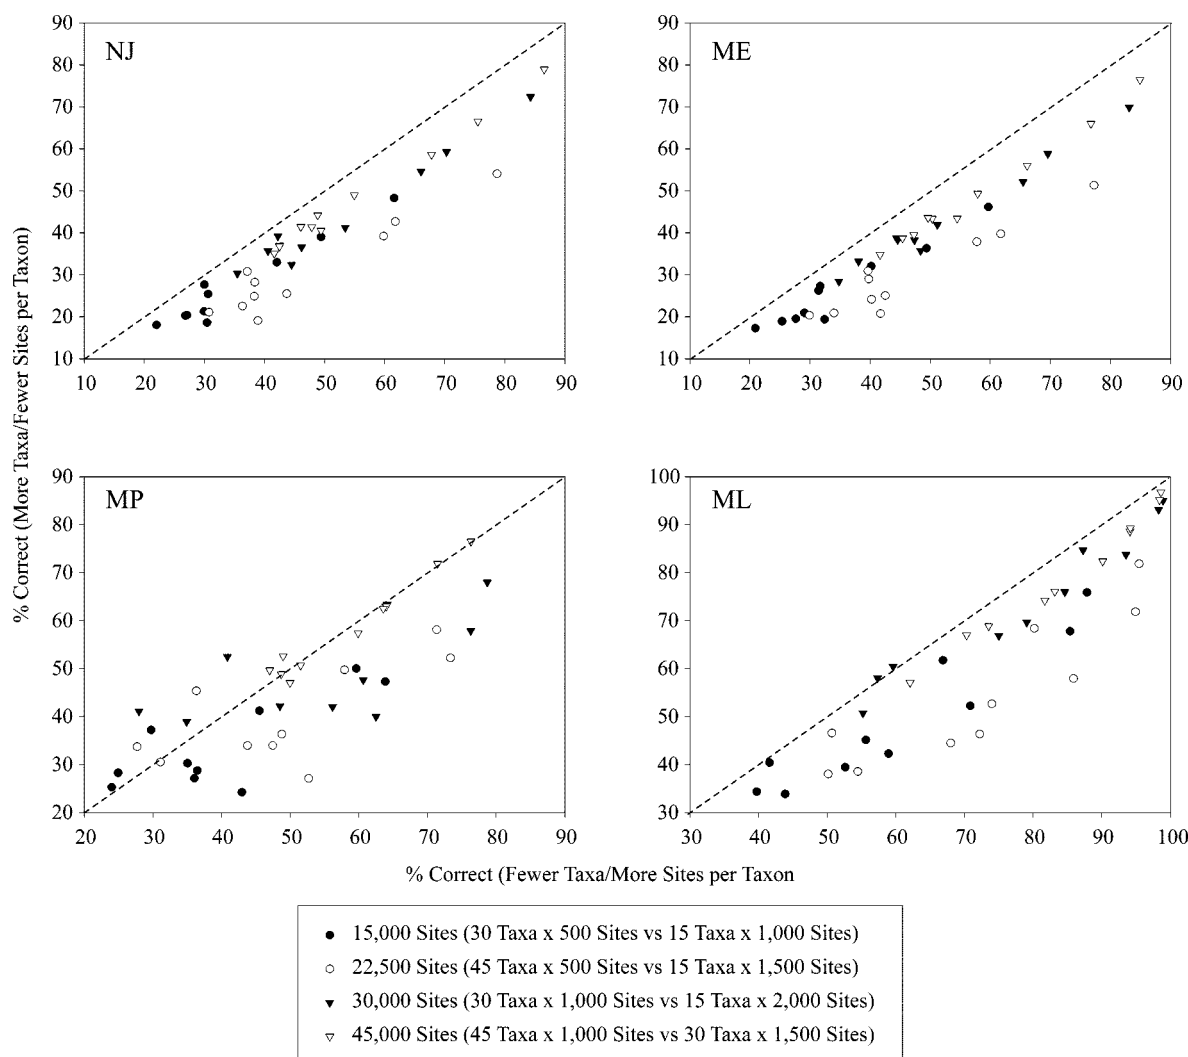 NJ
90
80
70
60
50
40
30
20
10
10 20 30 40 50 60 70 80 90
ME
90
80
70
60
50
40
30
20
10
10 20 30 40 50 60 70 80 90
% Correct (More Taxa/Fewer Sites per Taxon)
MP
90
80
70
60
50
40
30
20
20 30 40 50 60 70 80 90
ML
100
90
80
70
60
50
40
30
30 40 50 60 70 80 90 100
% Correct (Fewer Taxa/More Sites per Taxon
15,000 Sites (30 Taxa x 500 Sites vs 15 Taxa x 1,000 Sites)
22,500 Sites (45 Taxa x 500 Sites vs 15 Taxa x 1,500 Sites)
30,000 Sites (30 Taxa x 1,000 Sites vs 15 Taxa x 2,000 Sites)
45,000 Sites (45 Taxa x 1,000 Sites vs 30 Taxa x 1,500 Sites)